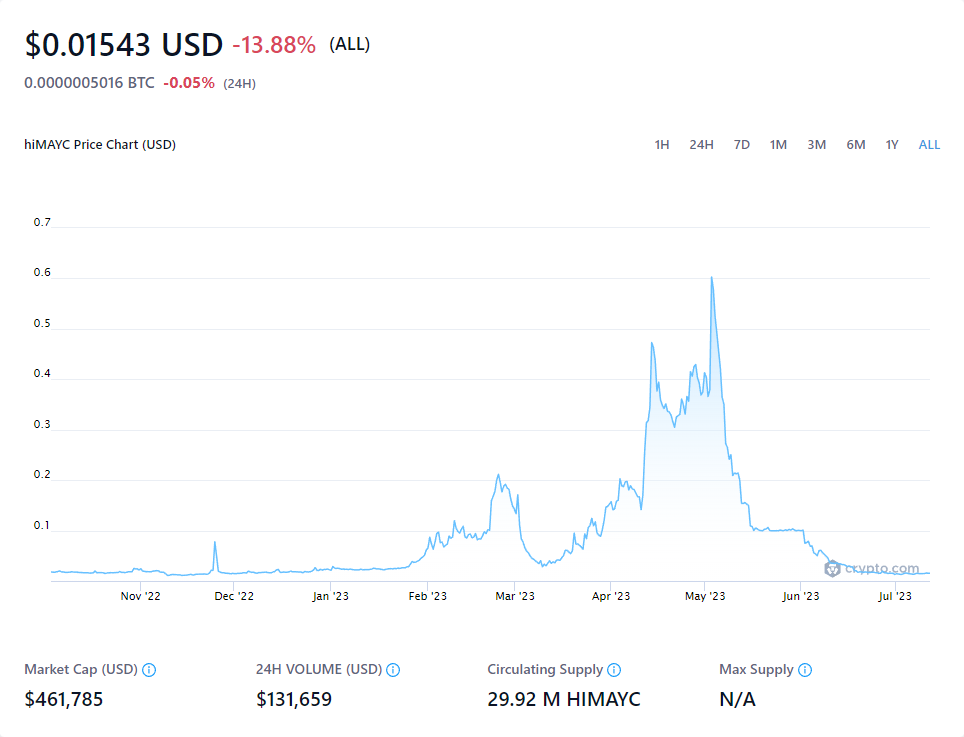 $0.01543 USD -13.88% (ALL)
0.0000005016 BTC -0.05% (24H)
hiMAYC Price Chart (USD) 1H 24H 7D 1M 3M 6M 1Y ALL
0.7
0.6
0.5
0.4
0.3
0.2
0.1
crypto.com
Nov '22 Dec '22 Jan '23 Feb '23 Mar '23 Apr '23 May '23 Jun '23 Jul '23
Market Cap (USD) 24H VOLUME (USD) Circulating Supply Max Supply
$461,785 $131,659 29.92 M HIMAYC N/A